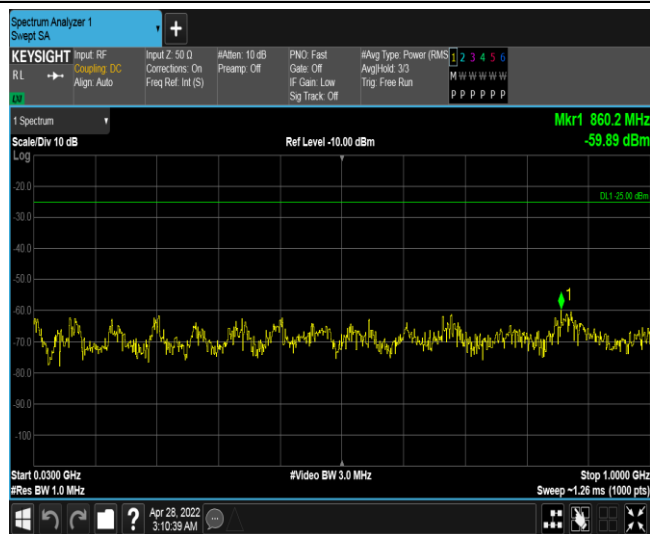 Spectrum Analyzer 1
Swept SA
+
KEYSIGHT
RL
LXI
Input: RF
Coupling: DC
Align: Auto
Input Z: 50 Ω
Corrections: On
Freq Ref: Int (S)
#Atten: 10 dB
Preamp: Off
PNO: Fast
Gate: Off
IF Gain: Low
Sig Track: Off
#Avg Type: Power (RMS
Avg|Hold: 3/3
Trig: Free Run
1 2 3 4 5 6
M W W W W W
P P P P P P
1 Spectrum
Mkr1 860.2 MHz
Scale/Div 10 dB
Ref Level -10.00 dBm
-59.89 dBm
Log
-20.0
DL1 -25.00 dBm
-30.0
-40.0
-50.0
1
-60.0
-70.0
-80.0
-90.0
-100
Start 0.0300 GHz
#Video BW 3.0 MHz
Stop 1.0000 GHz
#Res BW 1.0 MHz
Sweep ~1.26 ms (1000 pts)
?
Apr 28, 2022
3:10:39 AM